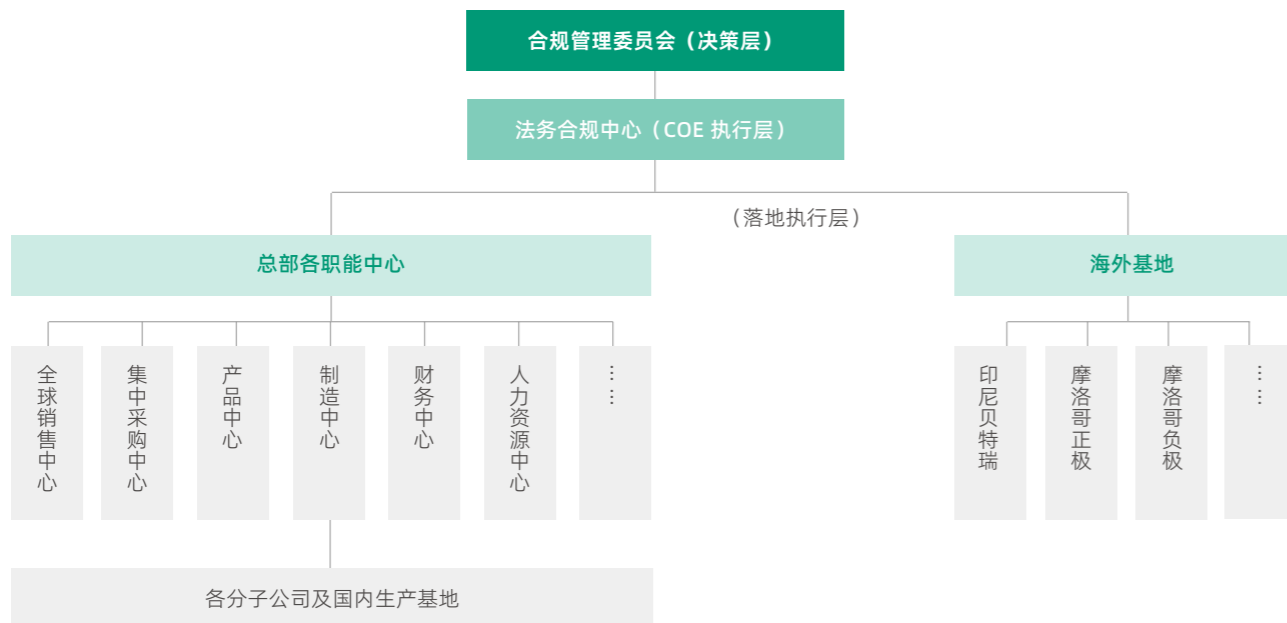 合规管理委员会（决策层）
法务合规中心（COE 执行层）
（落地执行层）
总部各职能中心
海外基地
全球销售中心
集中采购中心
产品中心
制造中心
财务中心
人力资源中心
……
印尼贝特瑞
摩洛哥正极
摩洛哥负极
……
各分子公司及国内生产基地